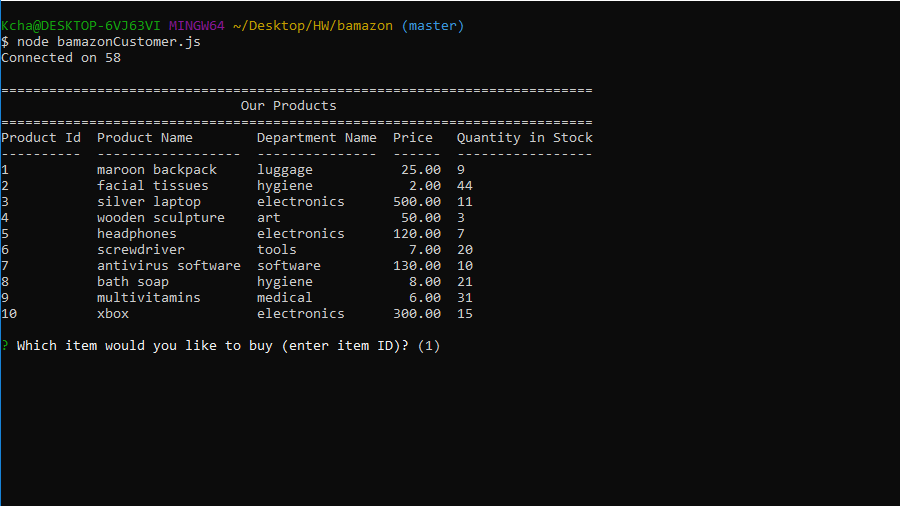 Kcha@DESKTOP-6VJ63VI MINGW64 ~/Desktop/HW/bamazon (master)
$ node bamazonCustomer.js
Connected on 58
==========================================================================
Our Products
==========================================================================
Product Id  Product Name        Department Name  Price   Quantity in Stock
----------  ------------------  ---------------  ------  -----------------
1           maroon backpack     luggage           25.00  9
2           facial tissues      hygiene            2.00  44
3           silver laptop       electronics      500.00  11
4           wooden sculpture    art               50.00  3
5           headphones          electronics      120.00  7
6           screwdriver         tools              7.00  20
7           antivirus software  software         130.00  10
8           bath soap           hygiene            8.00  21
9           multivitamins       medical            6.00  31
10          xbox                electronics      300.00  15
? Which item would you like to buy (enter item ID)? (1)